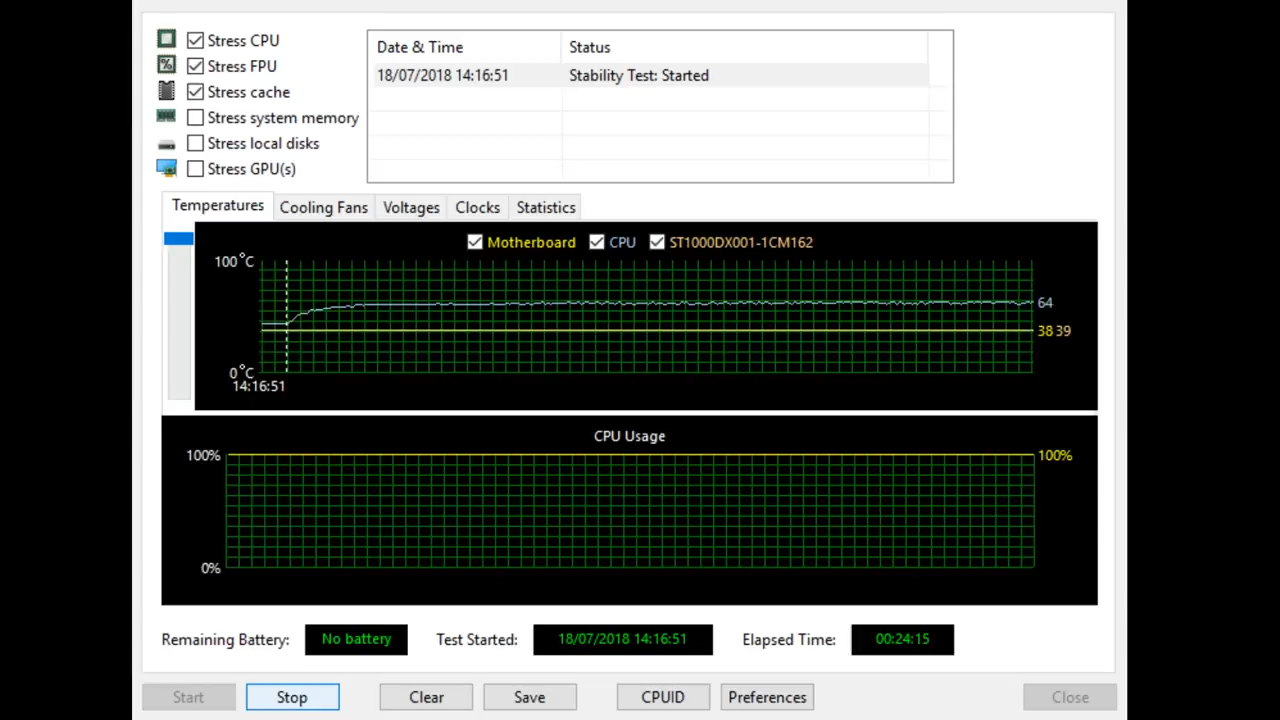 Stress CPU
Stress FPU
Stress cache
Stress system memory
Stress local disks
Stress GPU(s)
Date & Time Status
18/07/2018 14:16:51 Stability Test: Started
Temperatures Cooling Fans Voltages Clocks Statistics
Motherboard CPU ST1000DX001-1CM162
100°C
64
38 39
0°C
14:16:51
CPU Usage
100% 100%
0%
Remaining Battery: No battery Test Started: 18/07/2018 14:16:51 Elapsed Time: 00:24:15
Start Stop Clear Save CPUID Preferences Close